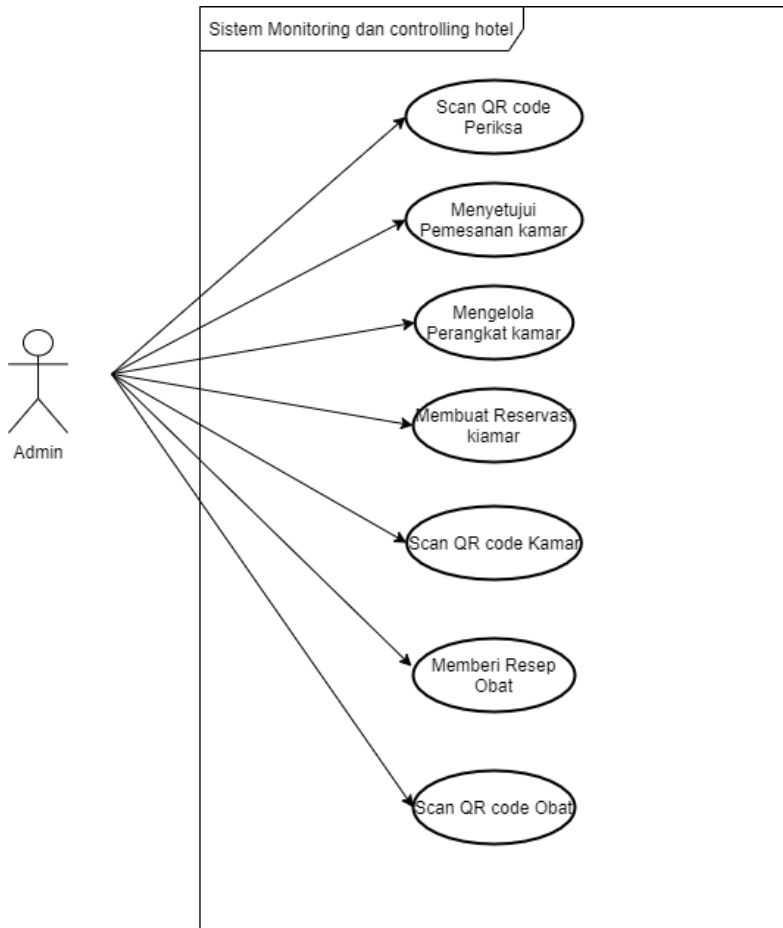 Sistem Monitoring dan controlling hotel
Scan QR code
Periksa
Menyetujui
Pemesanan kamar
Mengelola
Perangkat kamar
Membuat Reservasi
kiamar
Admin
Scan QR code Kamar
Memberi Resep
Obat
Scan QR code Obat